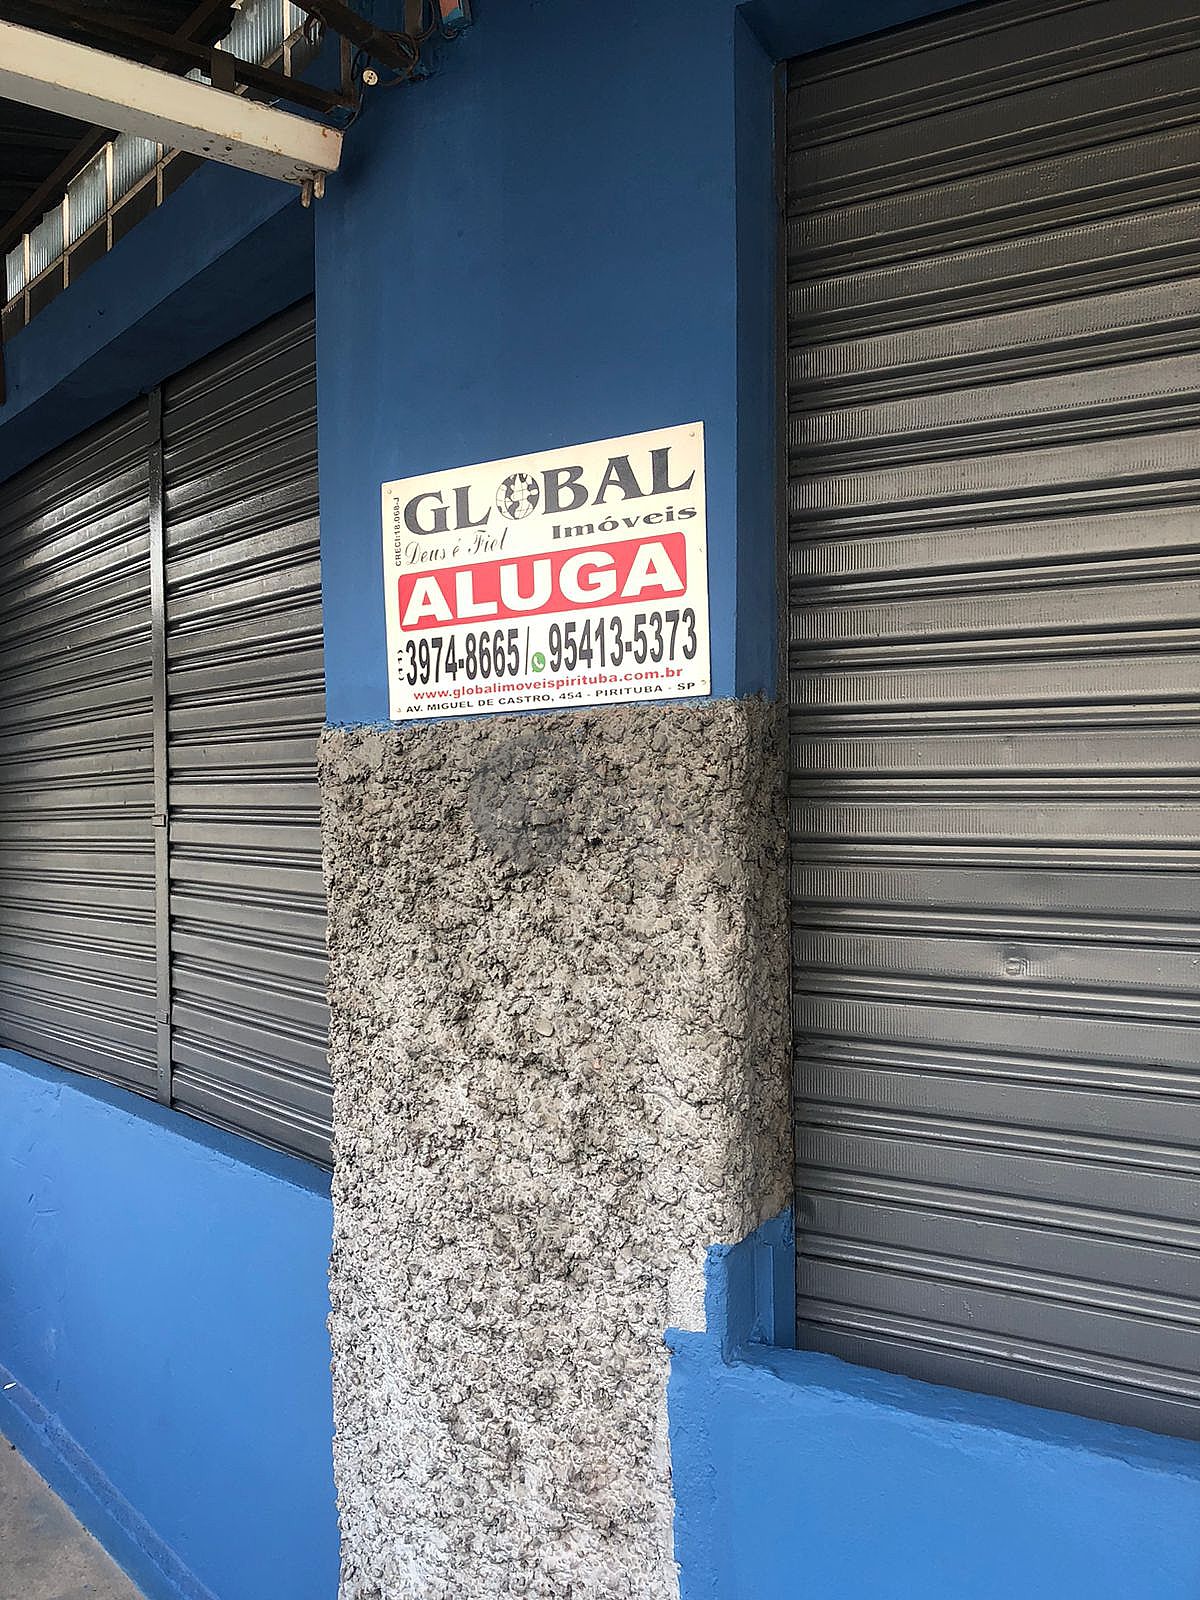 GLOBAL
Imóveis
Deus é Fiel
CRECI:18.068-J
ALUGA
(11) 3974-8665 / 95413-5373
www.globalimoveispirituba.com.br
AV. MIGUEL DE CASTRO, 454 - PIRITUBA - SP